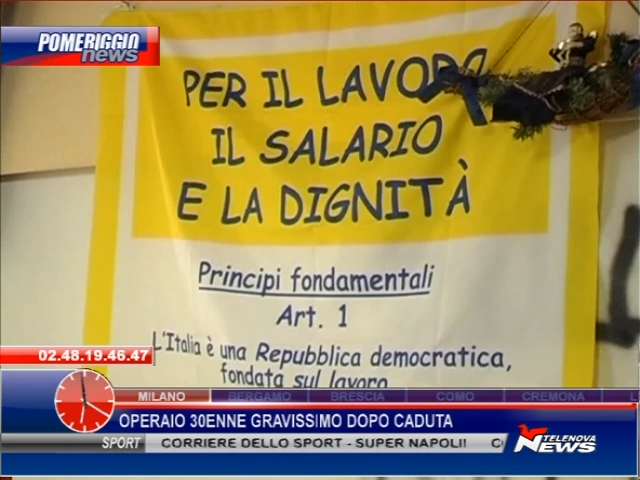 POMERIGGIO
news
PER IL LAVORO
IL SALARIO
E LA DIGNITÀ
Principi fondamentali
Art. 1
L'Italia è una Repubblica democratica,
fondata sul lavoro
02.48.19.46.47
MILANO BERGAMO BRESCIA COMO CREMONA L
OPERAIO 30ENNE GRAVISSIMO DOPO CADUTA
SPORT CORRIERE DELLO SPORT - SUPER NAPOLI! CO
TELENOVA
NEWS